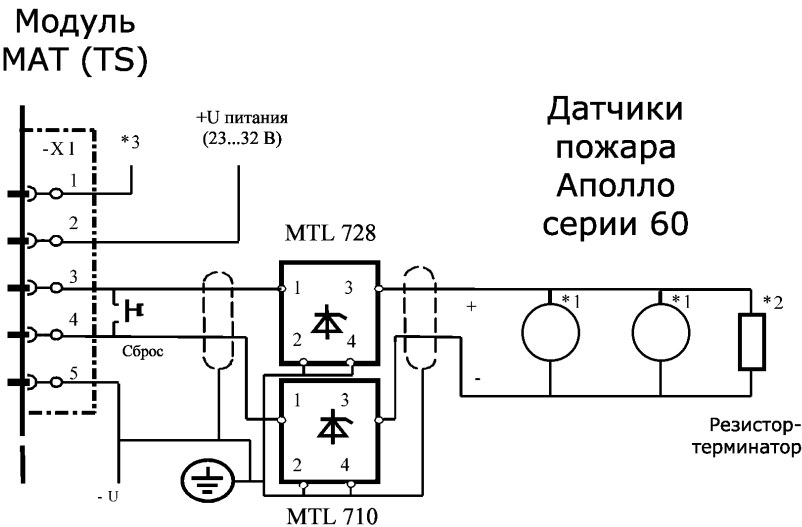 Модуль
MAT (TS)
+U питания
(23...32 В)
Датчики
пожара
Аполло
серии 60
-X1
*3
1
2
MTL 728
3
1
3
*1
*1
*2
+
4
2
4
Сброс
5
-
1
3
Резистор-
терминатор
2
4
- U
MTL 710